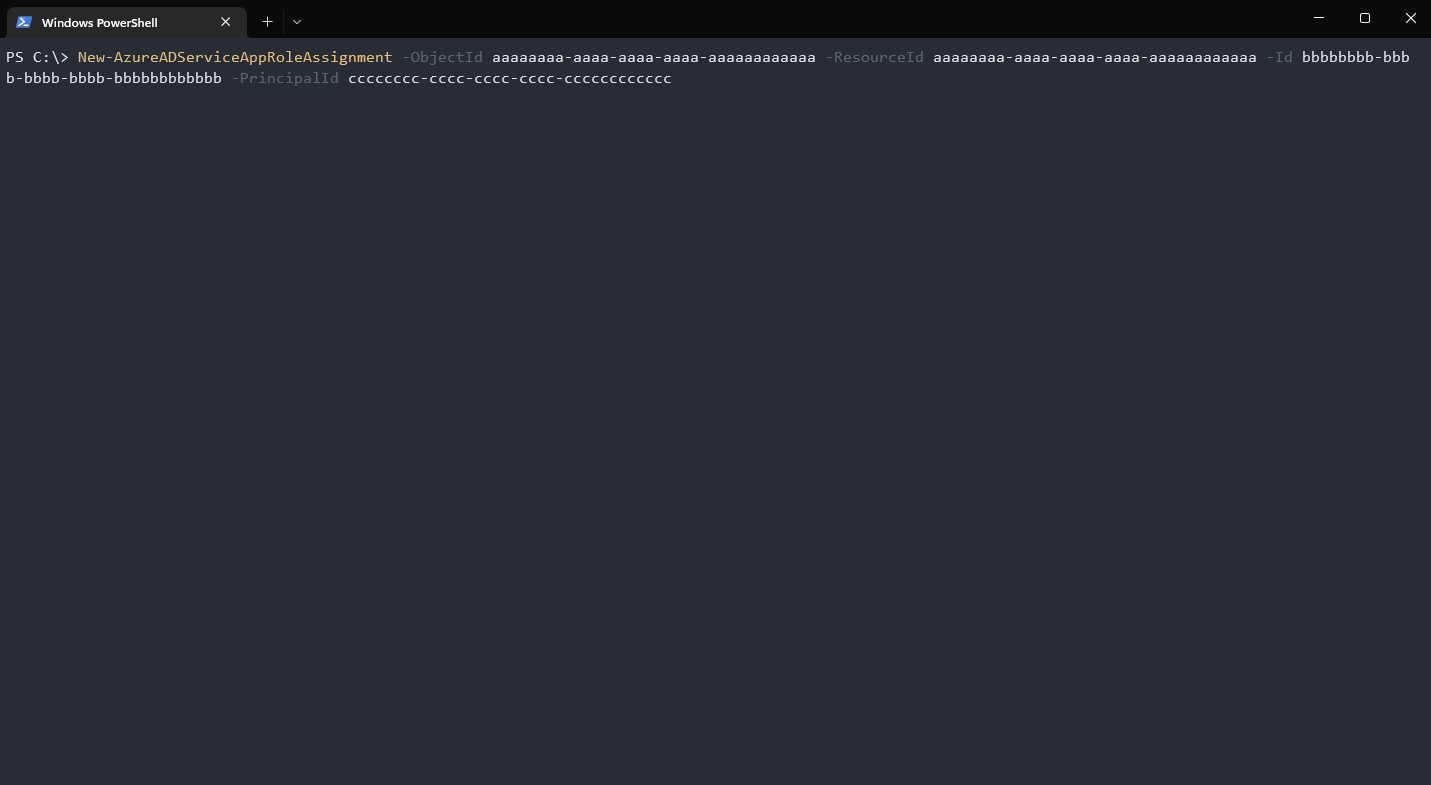 Windows PowerShell
PS C:\> New-AzureADServiceAppRoleAssignment -ObjectId aaaaaaaa-aaaa-aaaa-aaaa-aaaaaaaaaaaa -ResourceId aaaaaaaa-aaaa-aaaa-aaaa-aaaaaaaaaaaa -Id bbbbbbbb-bbb
b-bbbb-bbbb-bbbbbbbbbbbb -PrincipalId cccccccc-cccc-cccc-cccc-cccccccccccc